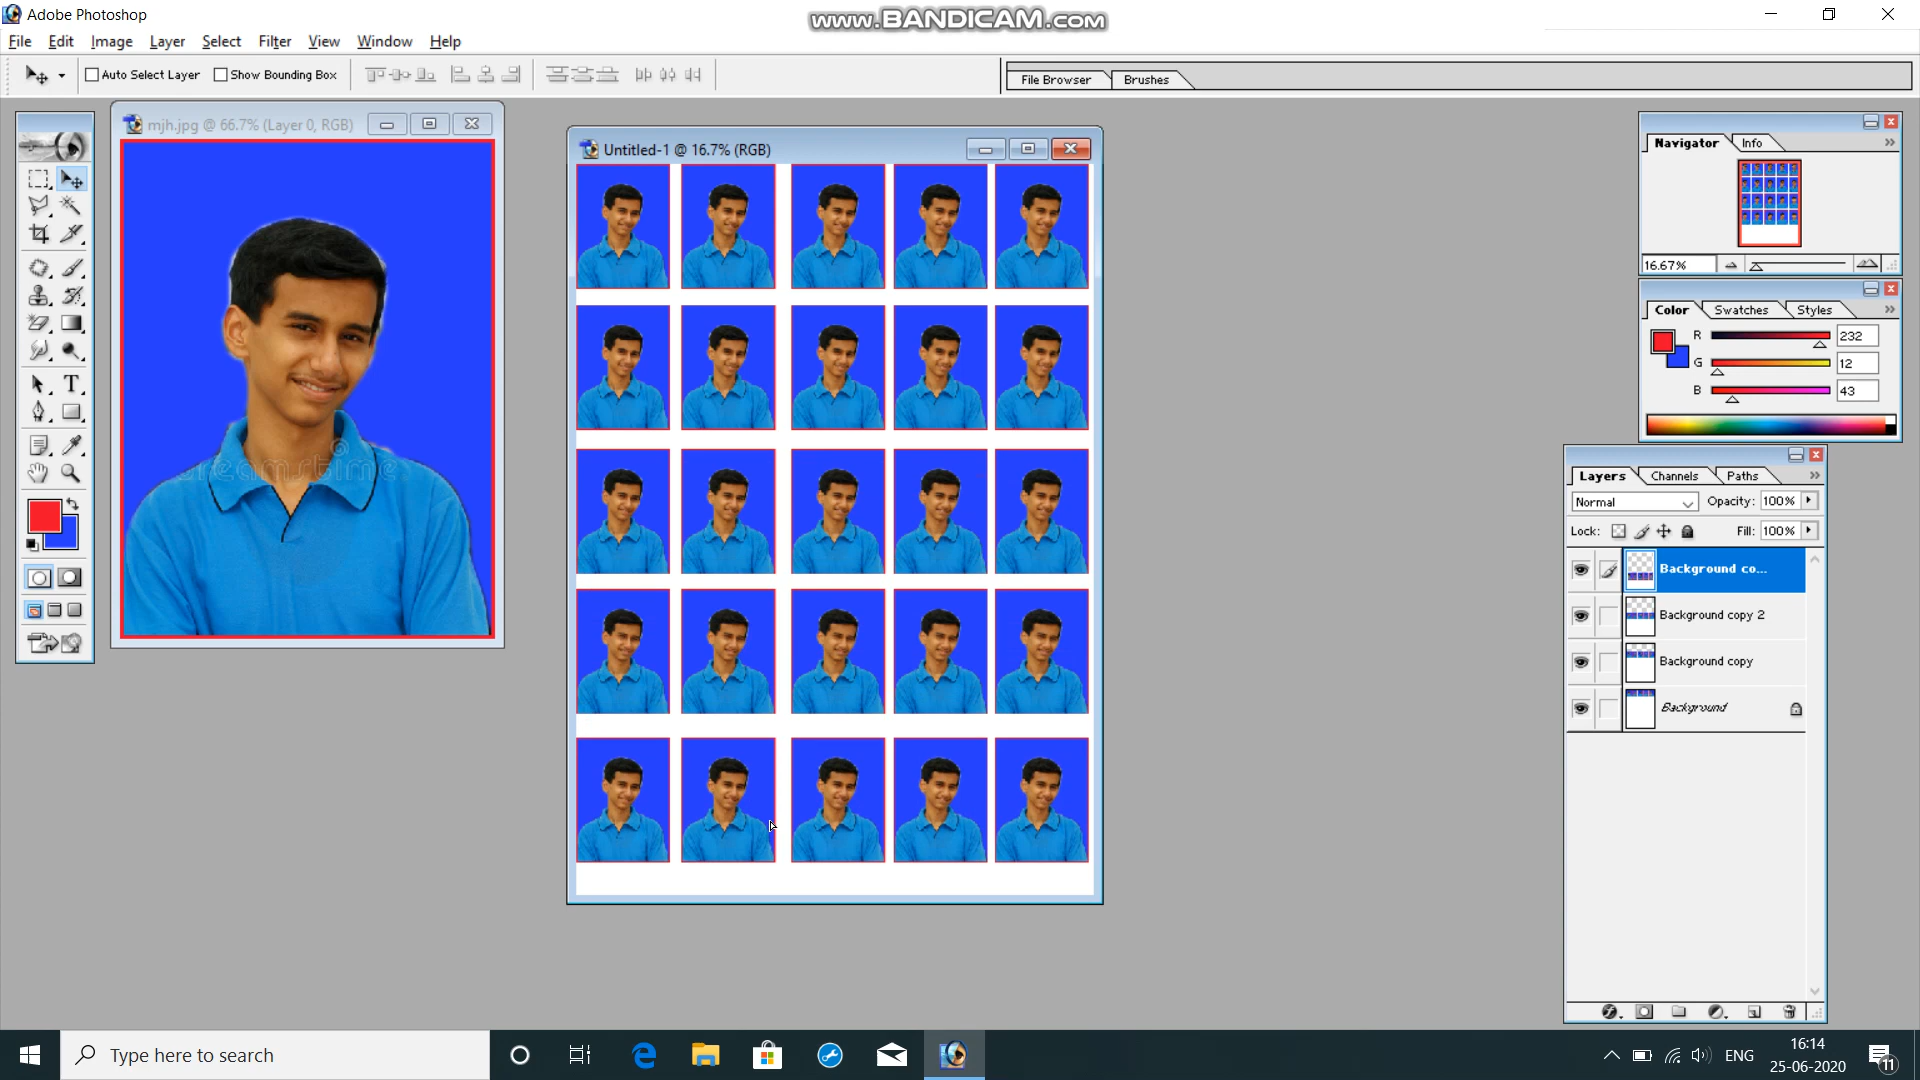 Adobe Photoshop
www.BANDICAM.com
File Edit Image Layer Select Filter View Window Help
Auto Select Layer Show Bounding Box
File Browser Brushes
mjh.jpg @ 66.7% (Layer 0, RGB)
Untitled-1 @ 16.7% (RGB)
dreamstime
Navigator Info
16.67%
Color Swatches Styles
R 232
G 12
B 43
Layers Channels Paths
Normal Opacity: 100%
Lock: Fill: 100%
Background co...
Background copy 2
Background copy
Background
T
Type here to search
ENG
16:14
25-06-2020
11